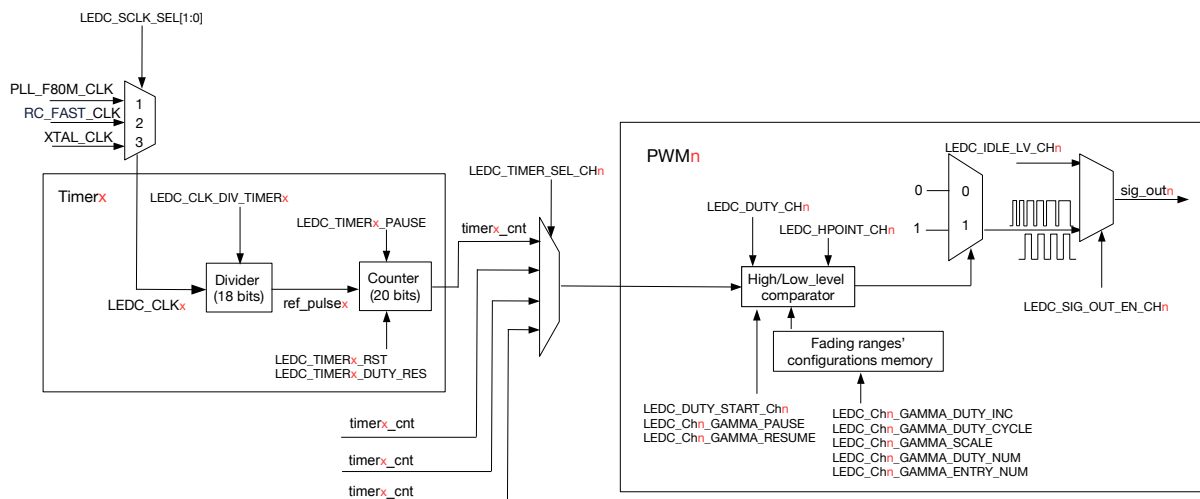 LEDC_SCLK_SEL[1:0]
PLL_F80M_CLK
RC_FAST_CLK
XTAL_CLK
1
2
3
Timerx
LEDC_CLK_DIV_TIMERx
LEDC_TIMERx_PAUSE
Divider
(18 bits)
Counter
(20 bits)
LEDC_CLKx
ref_pulsex
LEDC_TIMERx_RST
LEDC_TIMERx_DUTY_RES
timerx_cnt
LEDC_TIMER_SEL_CHn
timerx_cnt
timerx_cnt
timerx_cnt
PWMn
LEDC_DUTY_CHn
LEDC_HPOINT_CHn
High/Low_level
comparator
Fading ranges'
configurations memory
LEDC_DUTY_START_Chn
LEDC_Chn_GAMMA_PAUSE
LEDC_Chn_GAMMA_RESUME
LEDC_Chn_GAMMA_DUTY_INC
LEDC_Chn_GAMMA_DUTY_CYCLE
LEDC_Chn_GAMMA_SCALE
LEDC_Chn_GAMMA_DUTY_NUM
LEDC_Chn_GAMMA_ENTRY_NUM
0
0
1
1
LEDC_IDLE_LV_CHn
sig_outn
LEDC_SIG_OUT_EN_CHn